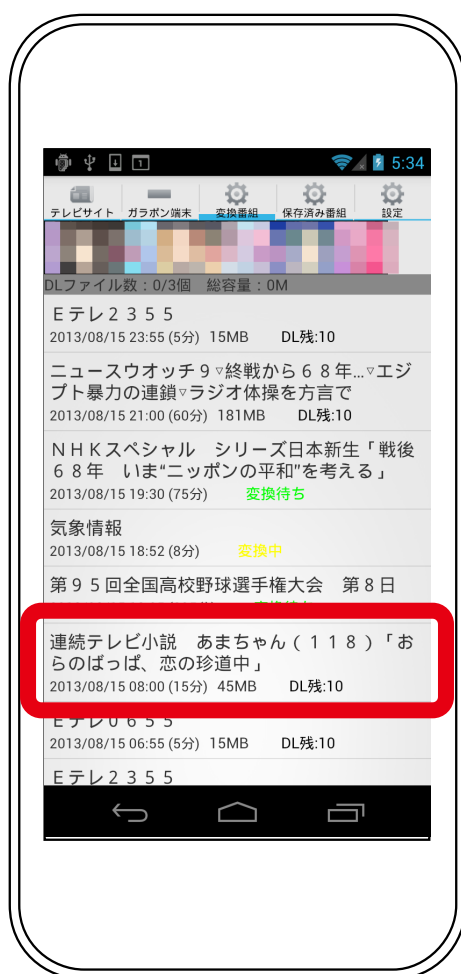 5:34
テレビサイト ガラポン端末 変換番組 保存済み番組 設定
DLファイル数：0/3個 総容量：0M
Eテレ２３５５
2013/08/15 23:55 (5分) 15MB DL残:10
ニュースウオッチ９▽終戦から６８年...▽エジ
プト暴力の連鎖▽ラジオ体操を方言で
2013/08/15 21:00 (60分) 181MB DL残:10
ＮＨＫスペシャル　シリーズ日本新生「戦後
６８年　いま“ニッポンの平和”を考える」
2013/08/15 19:30 (75分) 変換待ち
気象情報
2013/08/15 18:52 (8分) 変換中
第９５回全国高校野球選手権大会　第８日
連続テレビ小説　あまちゃん（１１８）「お
らのばっぱ、恋の珍道中」
2013/08/15 08:00 (15分) 45MB DL残:10
Eテレ０６５５
2013/08/15 06:55 (5分) 15MB DL残:10
Eテレ２３５５